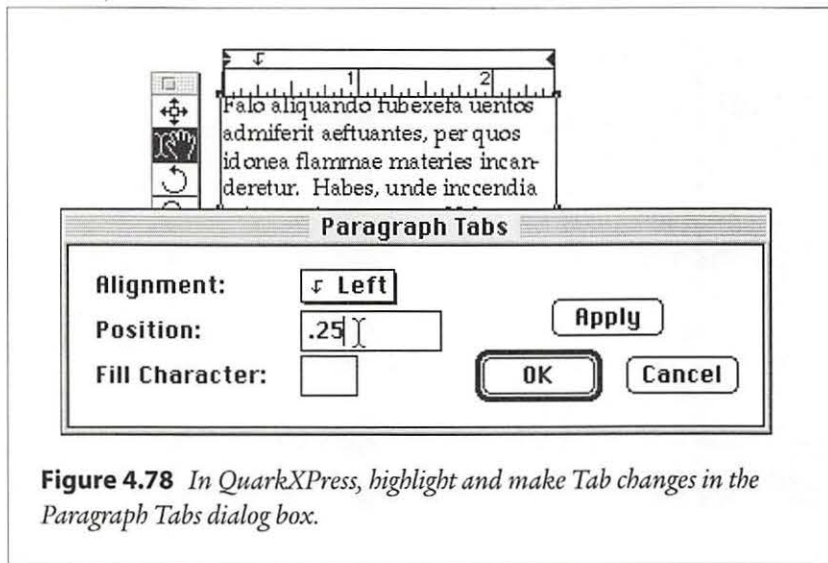 1 2
Falo aliquando fubexefa uentos
admiferit aeftuantes, per quos
idonea flammae materies incan-
deretur. Habes, unde inccendia
Paragraph Tabs
Alignment: Left
Position: .25
Apply
Fill Character:
OK Cancel
Figure 4.78 In QuarkXPress, highlight and make Tab changes in the
Paragraph Tabs dialog box.